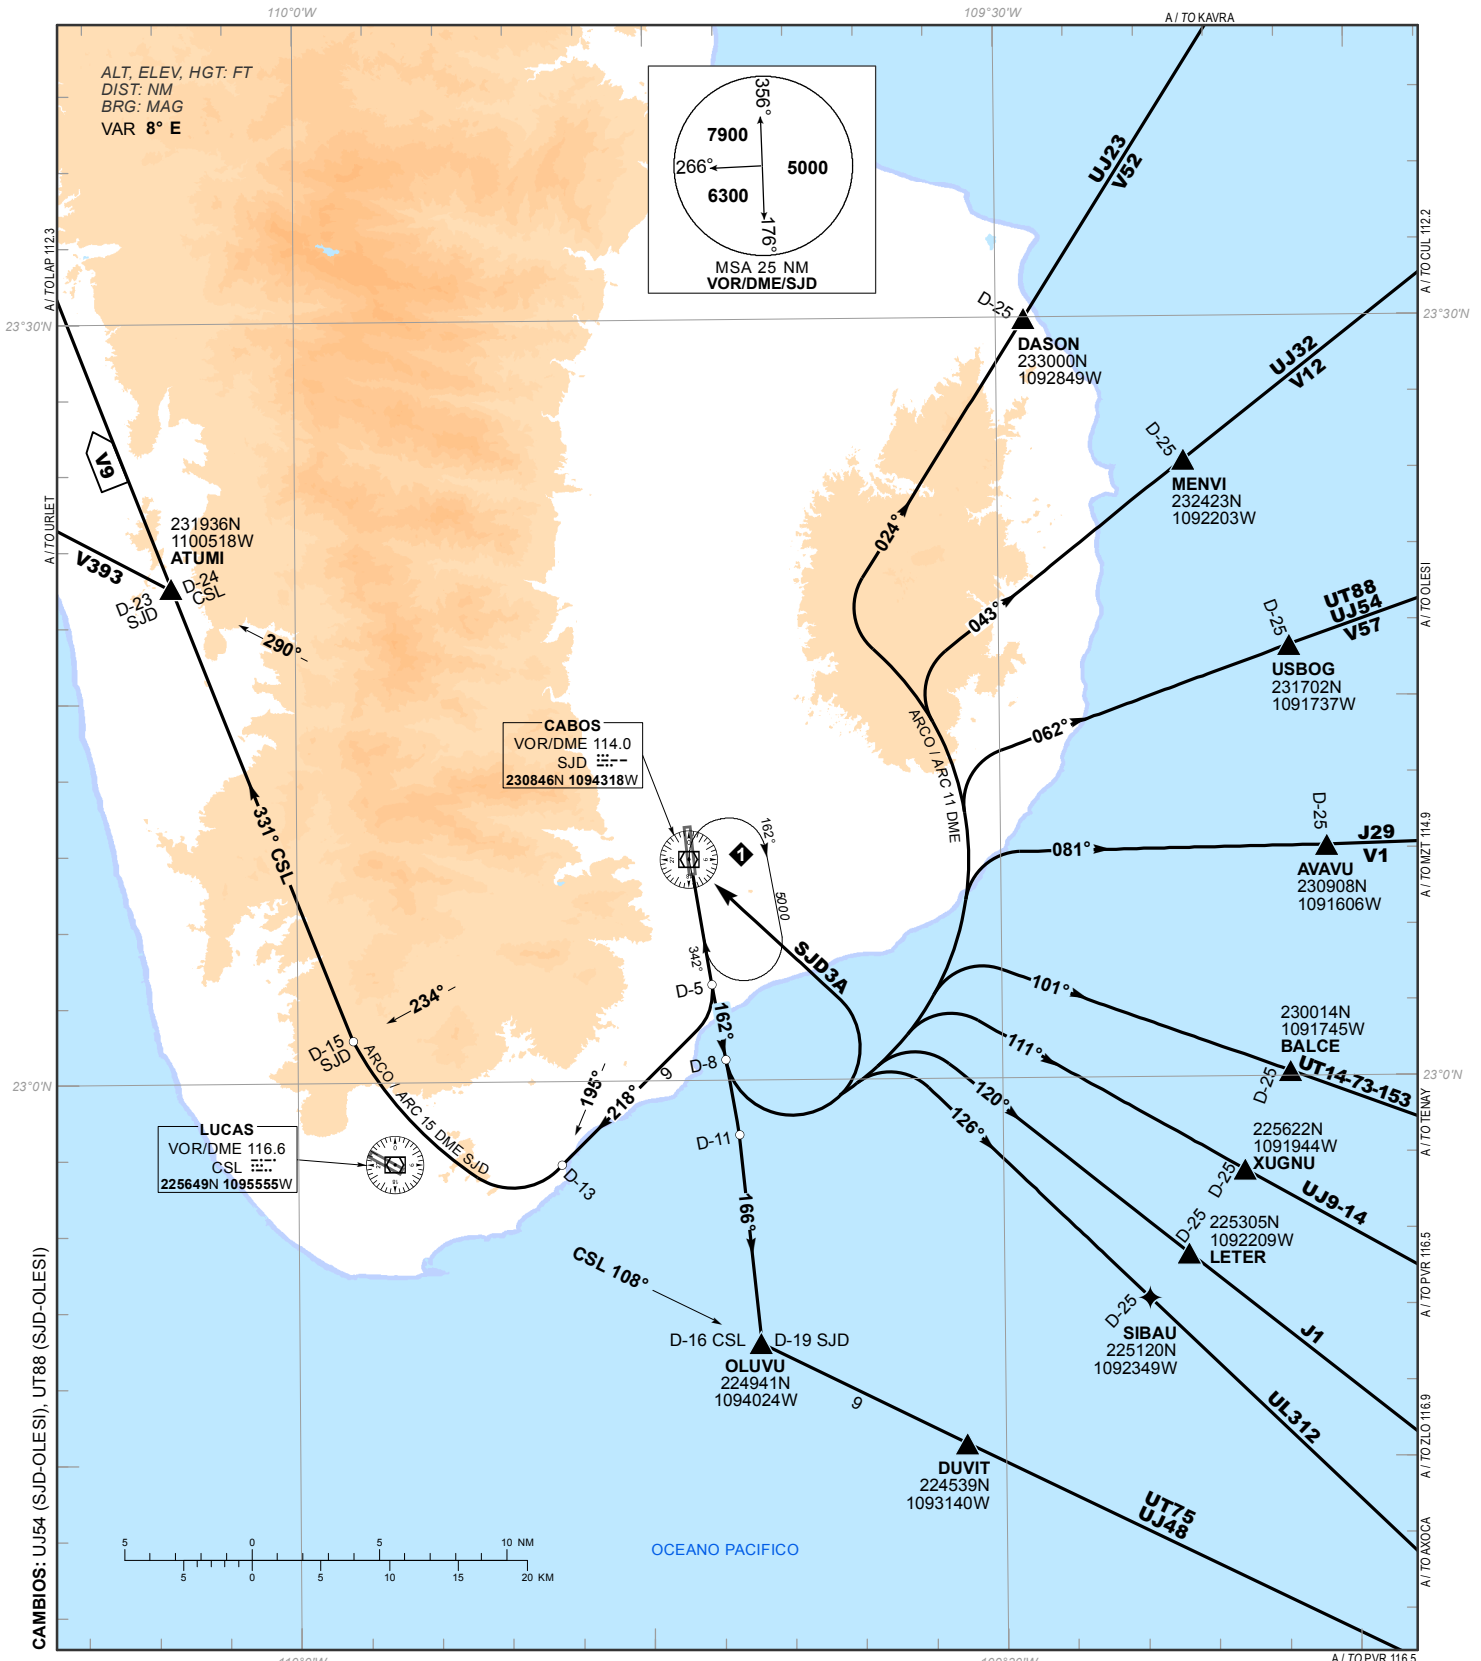 110°0'W
109°30'W
A / TO KAVRA
ALT, ELEV, HGT: FT
DIST: NM
BRG: MAG
VAR 8° E
356°
7900
266°
5000
6300
176°
MSA 25 NM
VOR/DME/SJD
UJ23
V52
A / TO LAP 112.3
A / TO CUL 112.2
23°30'N
23°30'N
D-25
DASON
233000N
1092849W
UJ32
V12
V9
D-25
MENVI
232423N
1092203W
A / TO URLET
231936N
1100518W
ATUMI
V393
D-24
CSL
D-23
SJD
290°
024°
043°
UT88
UJ54
V57
A / TO OLESI
D-25
USBOG
231702N
1091737W
062°
ARCO / ARC 11 DME
CABOS
VOR/DME 114.0
SJD
230846N 1094318W
331° CSL
162°
1
5000
342°
081°
D-25
J29
V1
AVAVU
230908N
1091606W
A / TO MZT 114.9
SJD3A
234°
D-5
162°
D-8
101°
230014N
1091745W
BALCE
D-25
UT14-73-153
A / TO TENAY
D-15
SJD
ARCO / ARC 15 DME SJD
9
195°
218°
23°0'N
23°0'N
111°
120°
126°
D-11
LUCAS
VOR/DME 116.6
CSL
225649N 1095555W
D-13
225622N
1091944W
XUGNU
D-25
UJ9-14
166°
D-25
225305N
1092209W
LETER
A / TO PVR 116.5
CSL 108°
D-25
SIBAU
225120N
1092349W
J1
D-16 CSL
D-19 SJD
OLUVU
224941N
1094024W
9
UL312
A / TO ZLO 116.9
DUVIT
224539N
1093140W
UT75
UJ48
A / TO AXOCA
CAMBIOS: UJ54 (SJD-OLESI), UT88 (SJD-OLESI)
5 0 5 10 NM
5 0 5 10 15 20 KM
OCEANO PACIFICO
A / TO PVR 116.5